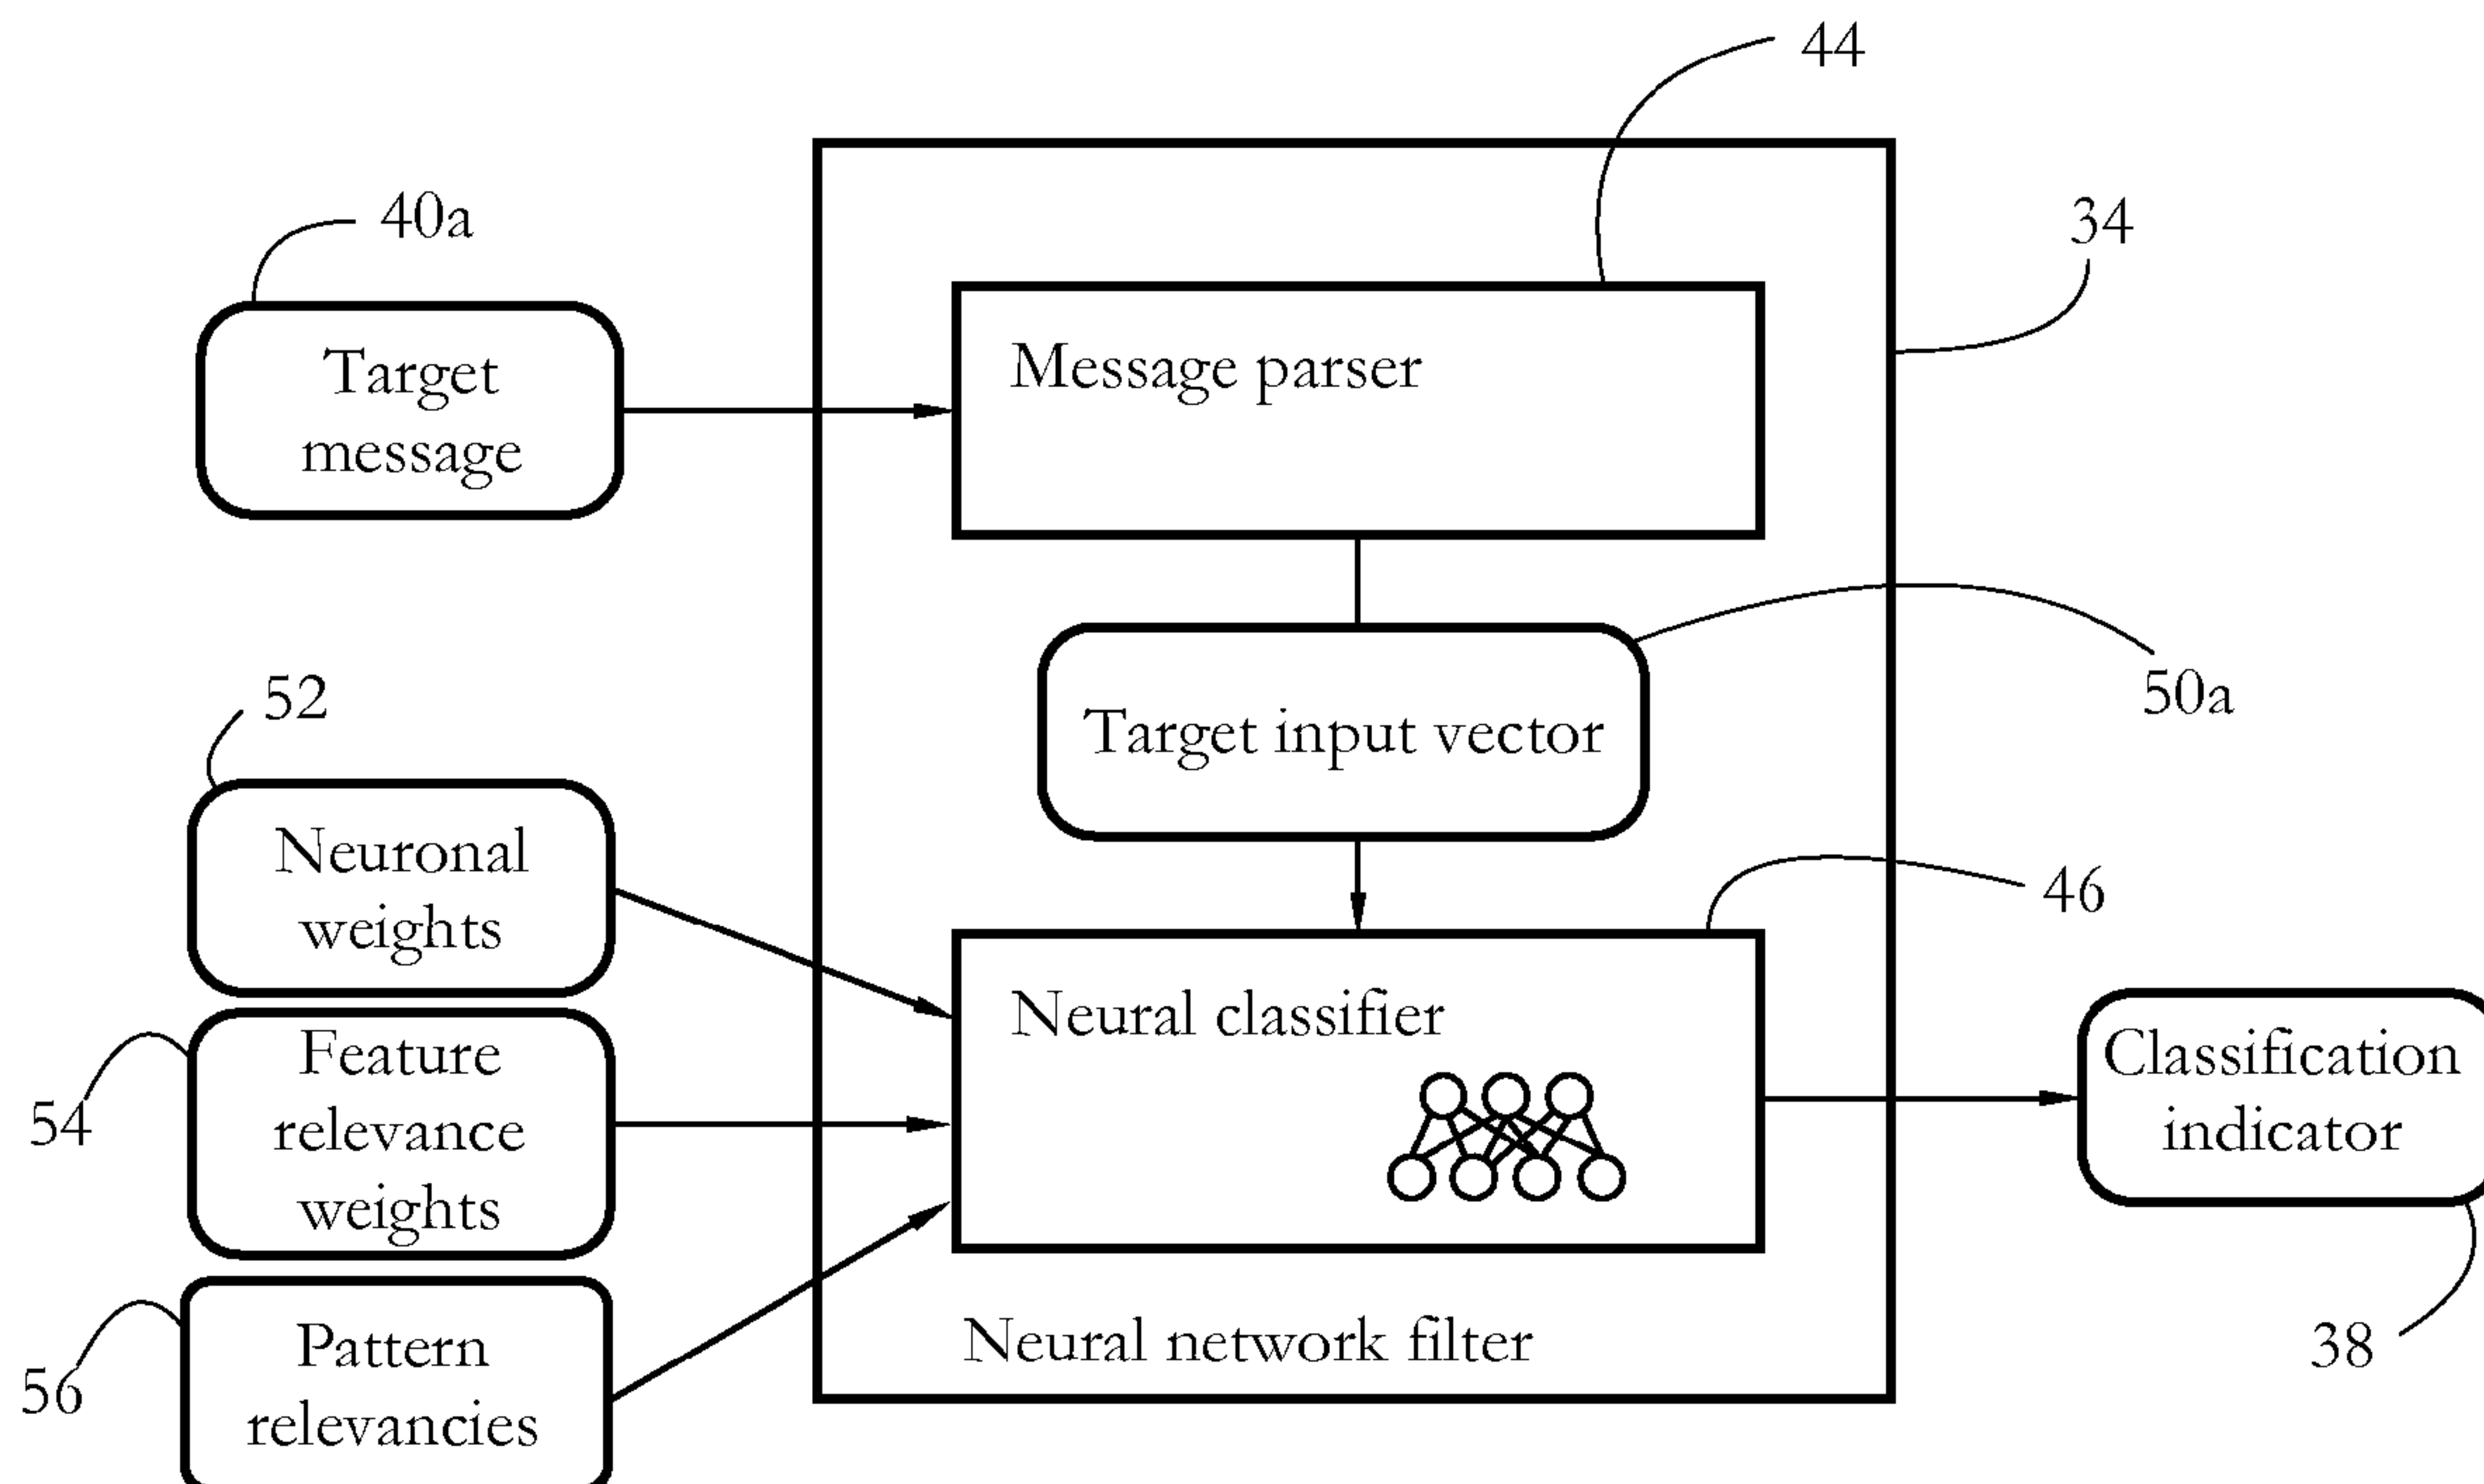 44
40a
34
Target
message
Message parser
50a
Target input vector
52
Neuronal
weights
46
54
Feature
relevance
weights
Neural classifier
Classification
indicator
38
56
Pattern
relevancies
Neural network filter